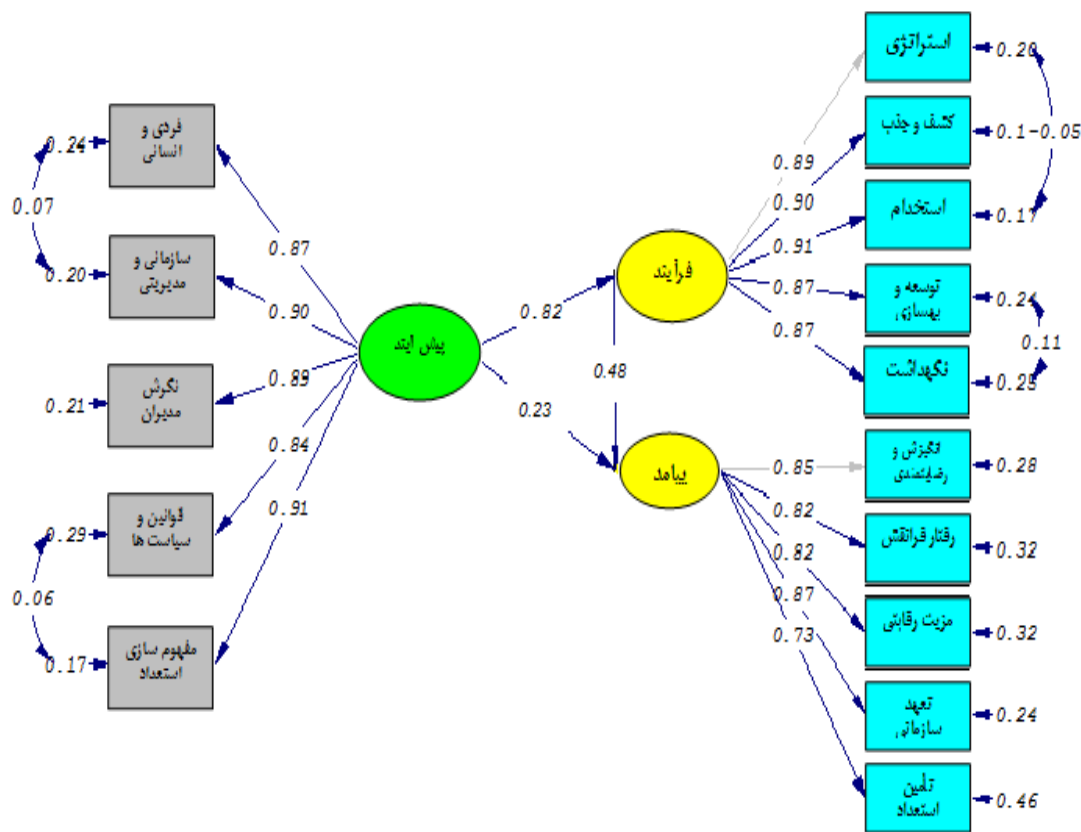 فردی و
انسانی
0.24
0.07
سازمانی و
مدیریتی
0.20
نگرش
مدیران
0.21
قوانین و
سیاست ها
0.29
0.06
مفهوم سازی
استعداد
0.17
0.87
0.90
0.89
0.84
0.91
پیش آیند
0.82
0.23
فرآیند
0.48
پیامد
0.89
0.90
0.91
0.87
0.87
0.85
0.82
0.82
0.87
0.73
استراتژی
0.20
کشف و جذب
0.1
-0.05
استخدام
0.17
توسعه و
بهسازی
0.24
0.11
نگهداشت
0.25
انگیزش و
رضایتمندی
0.28
رفتار فرانقش
0.32
مزیت رقابتی
0.32
تعهد
سازمانی
0.24
تأمین
استعداد
0.46